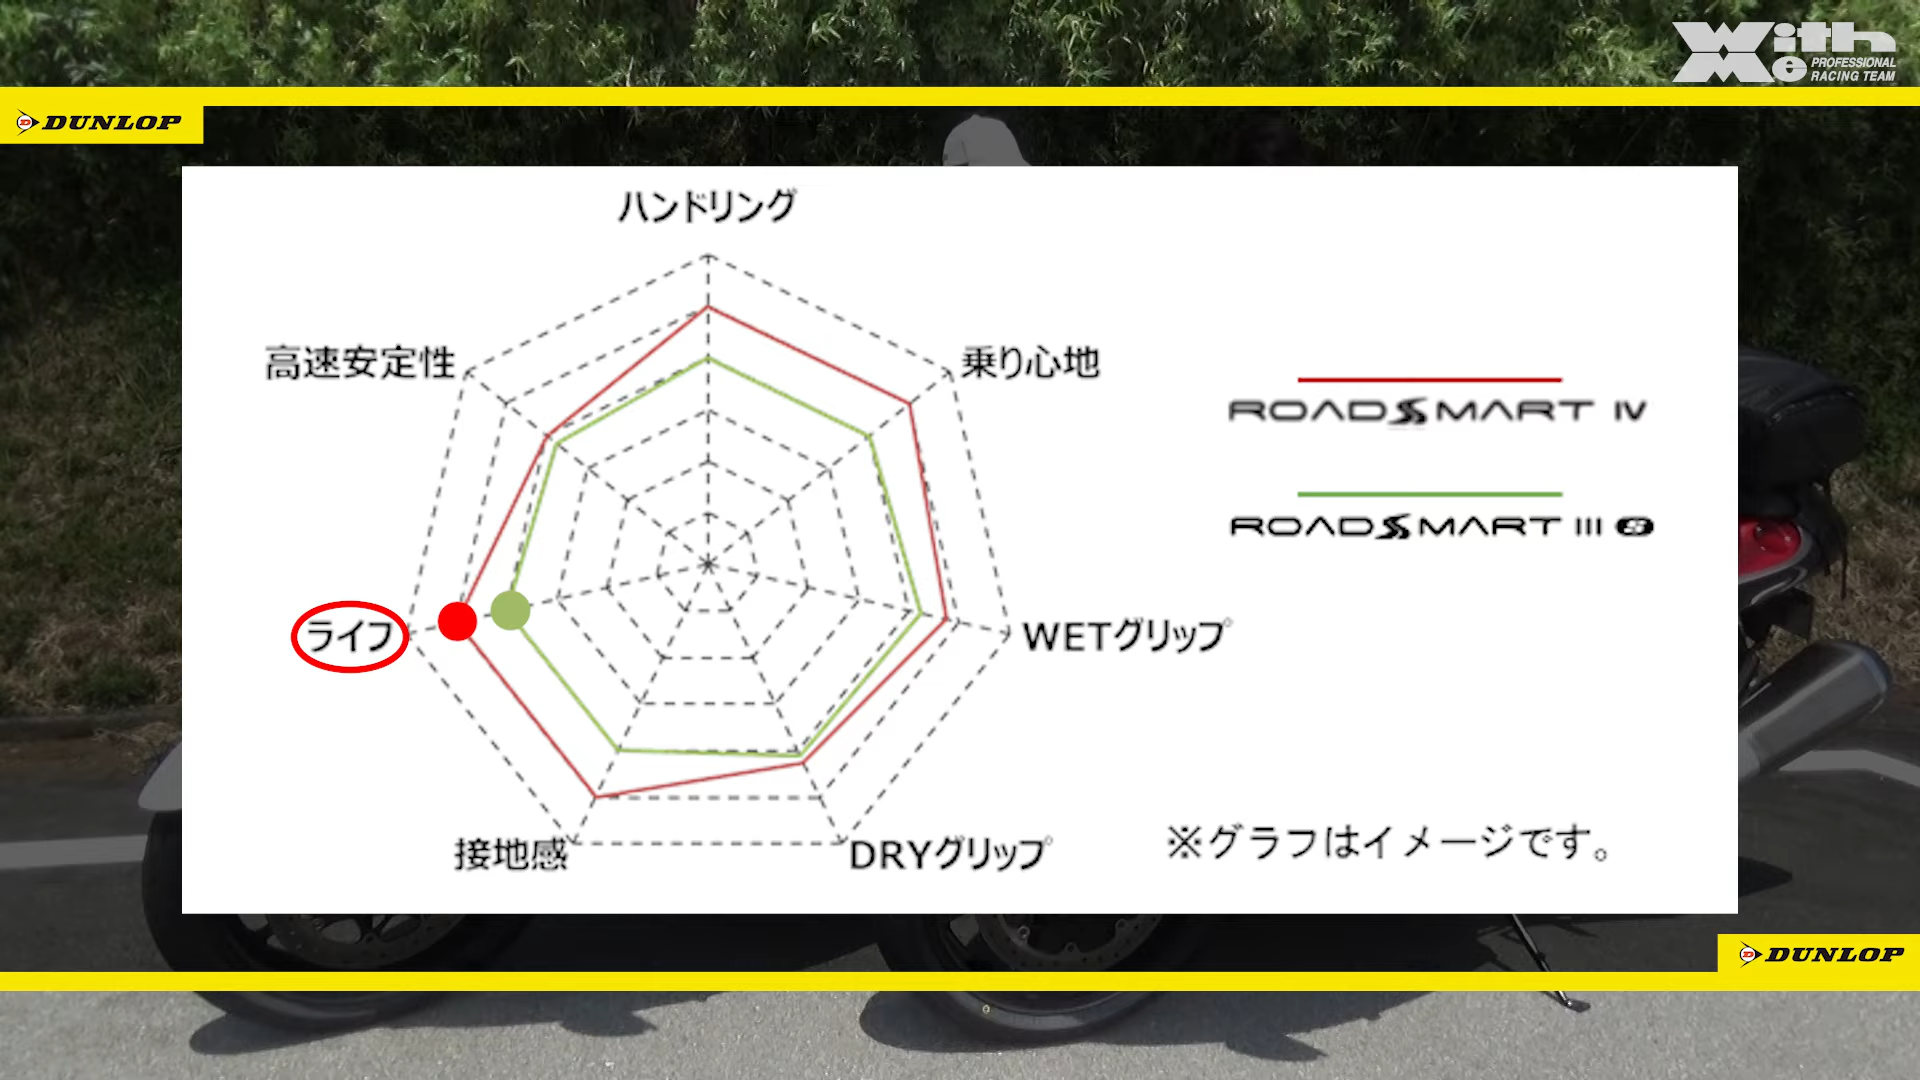 With Me PROFESSIONAL RACING TEAM
DUNLOP
ハンドリング
高速安定性
乗り心地
ROADSMART IV
ROADSMART III S
ライフ
WETグリップ
接地感
DRYグリップ
※グラフはイメージです。
DUNLOP